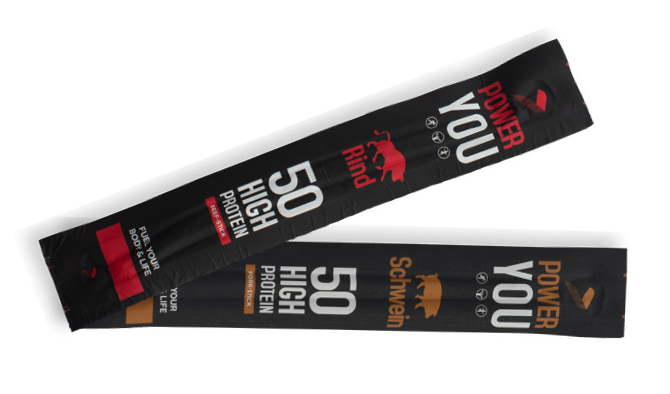 POWER
YOU
Rind
50
HIGH
PROTEIN
BEEF-STICK
FUEL YOUR
BODY & LIFE
POWER
YOU
Schwein
50
HIGH
PROTEIN
PORK-STICK
YOUR
LIFE